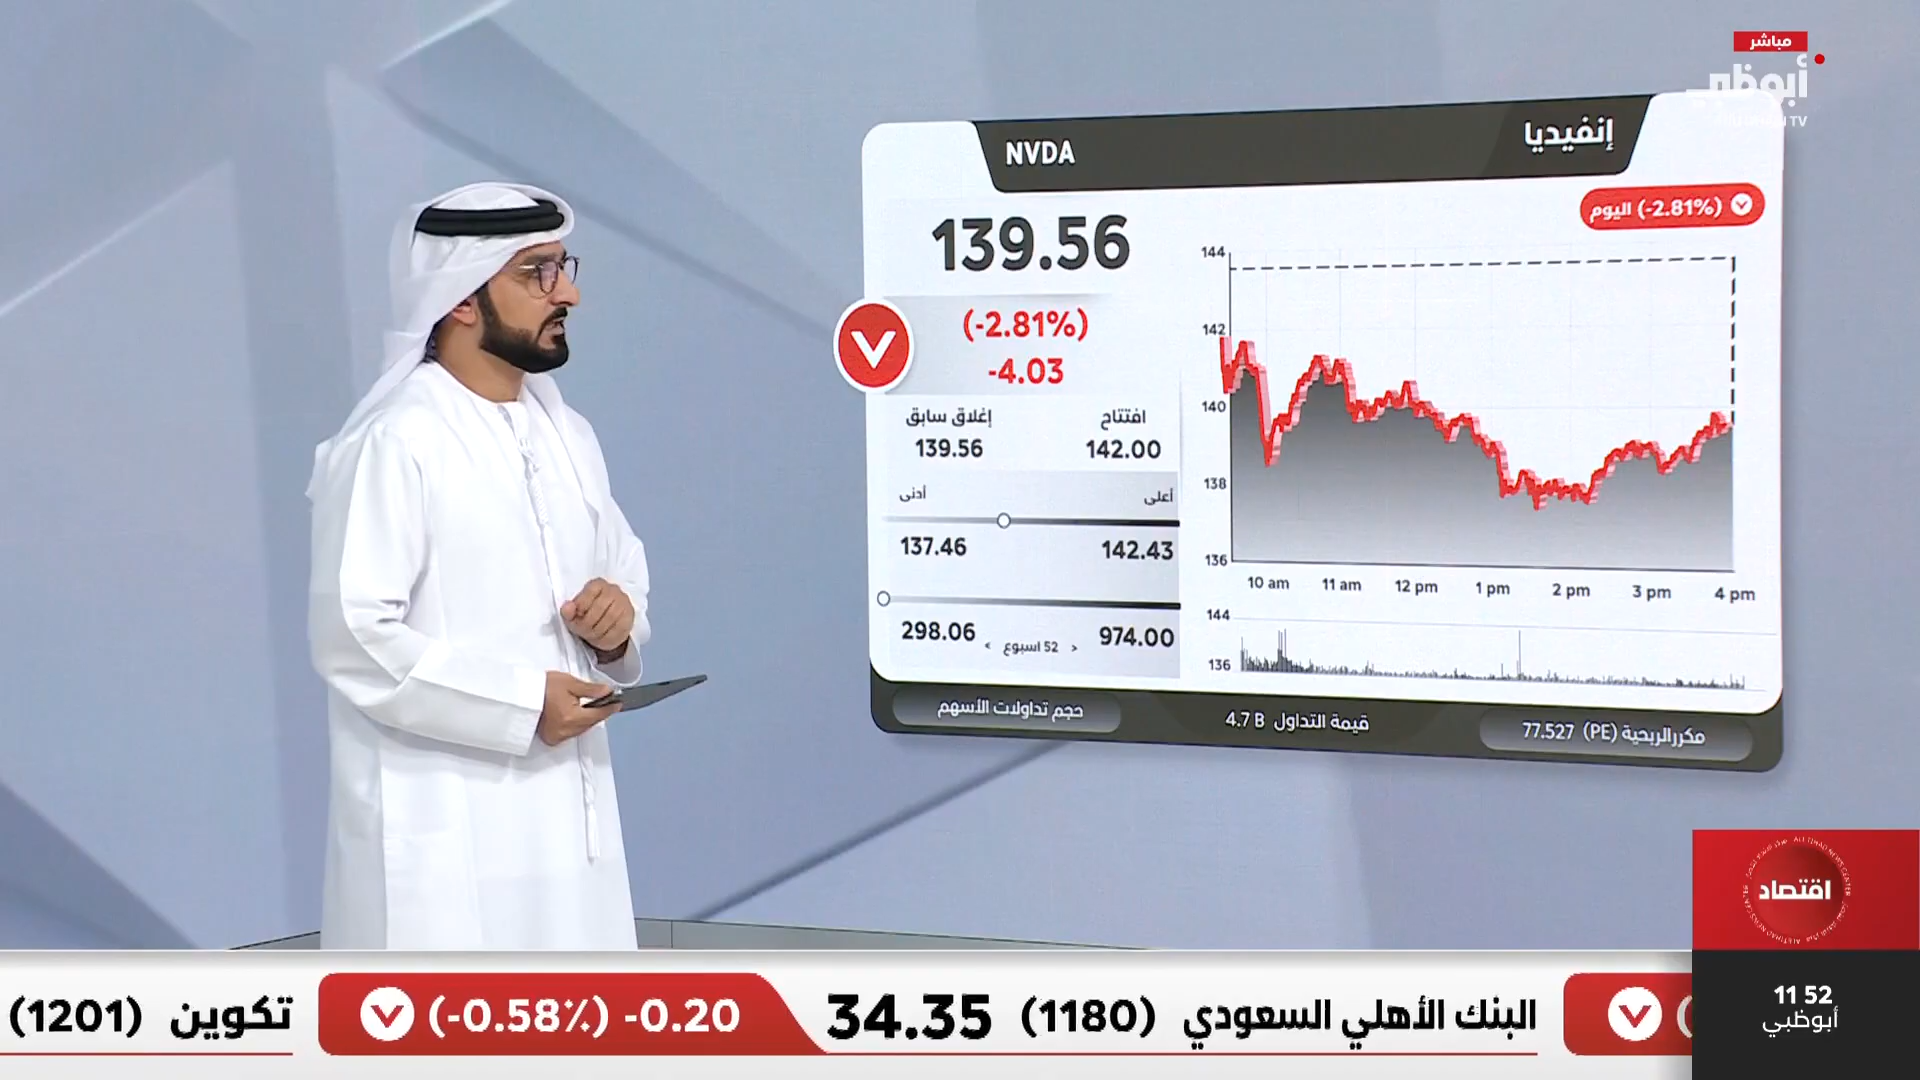 مباشر
أبوظبي
NVDA
إنفيديا
(-2.81%) اليوم
139.56
(-2.81%)
-4.03
إغلاق سابق
139.56
افتتاح
142.00
أدنى
أعلى
137.46
142.43
298.06
< 52 اسبوع >
974.00
144
142
140
138
136
10 am
11 am
12 pm
1 pm
2 pm
3 pm
4 pm
144
136
حجم تداولات الأسهم
قيمة التداول 4.7 B
مكررالربحية (PE) 77.527
اقتصاد
11 52
أبوظبي
البنك الأهلي السعودي (1180) 34.35
-0.20 (-0.58٪)
تكوين (1201)